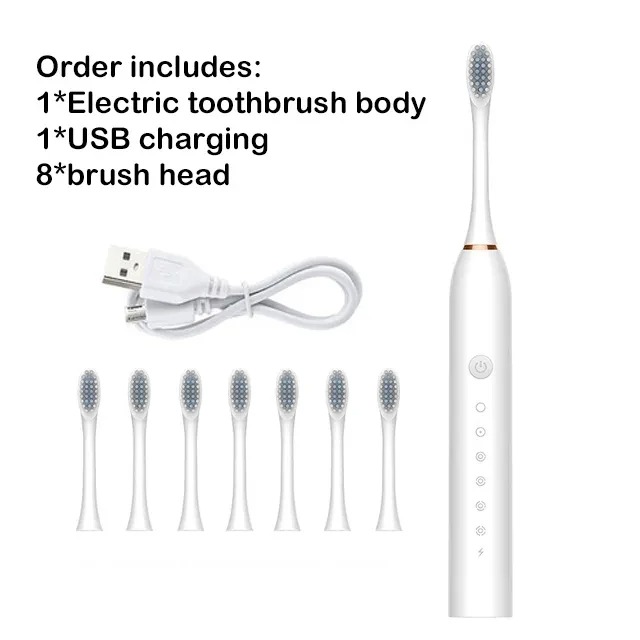 Order includes:
1*Electric toothbrush body
1*USB charging
8*brush head